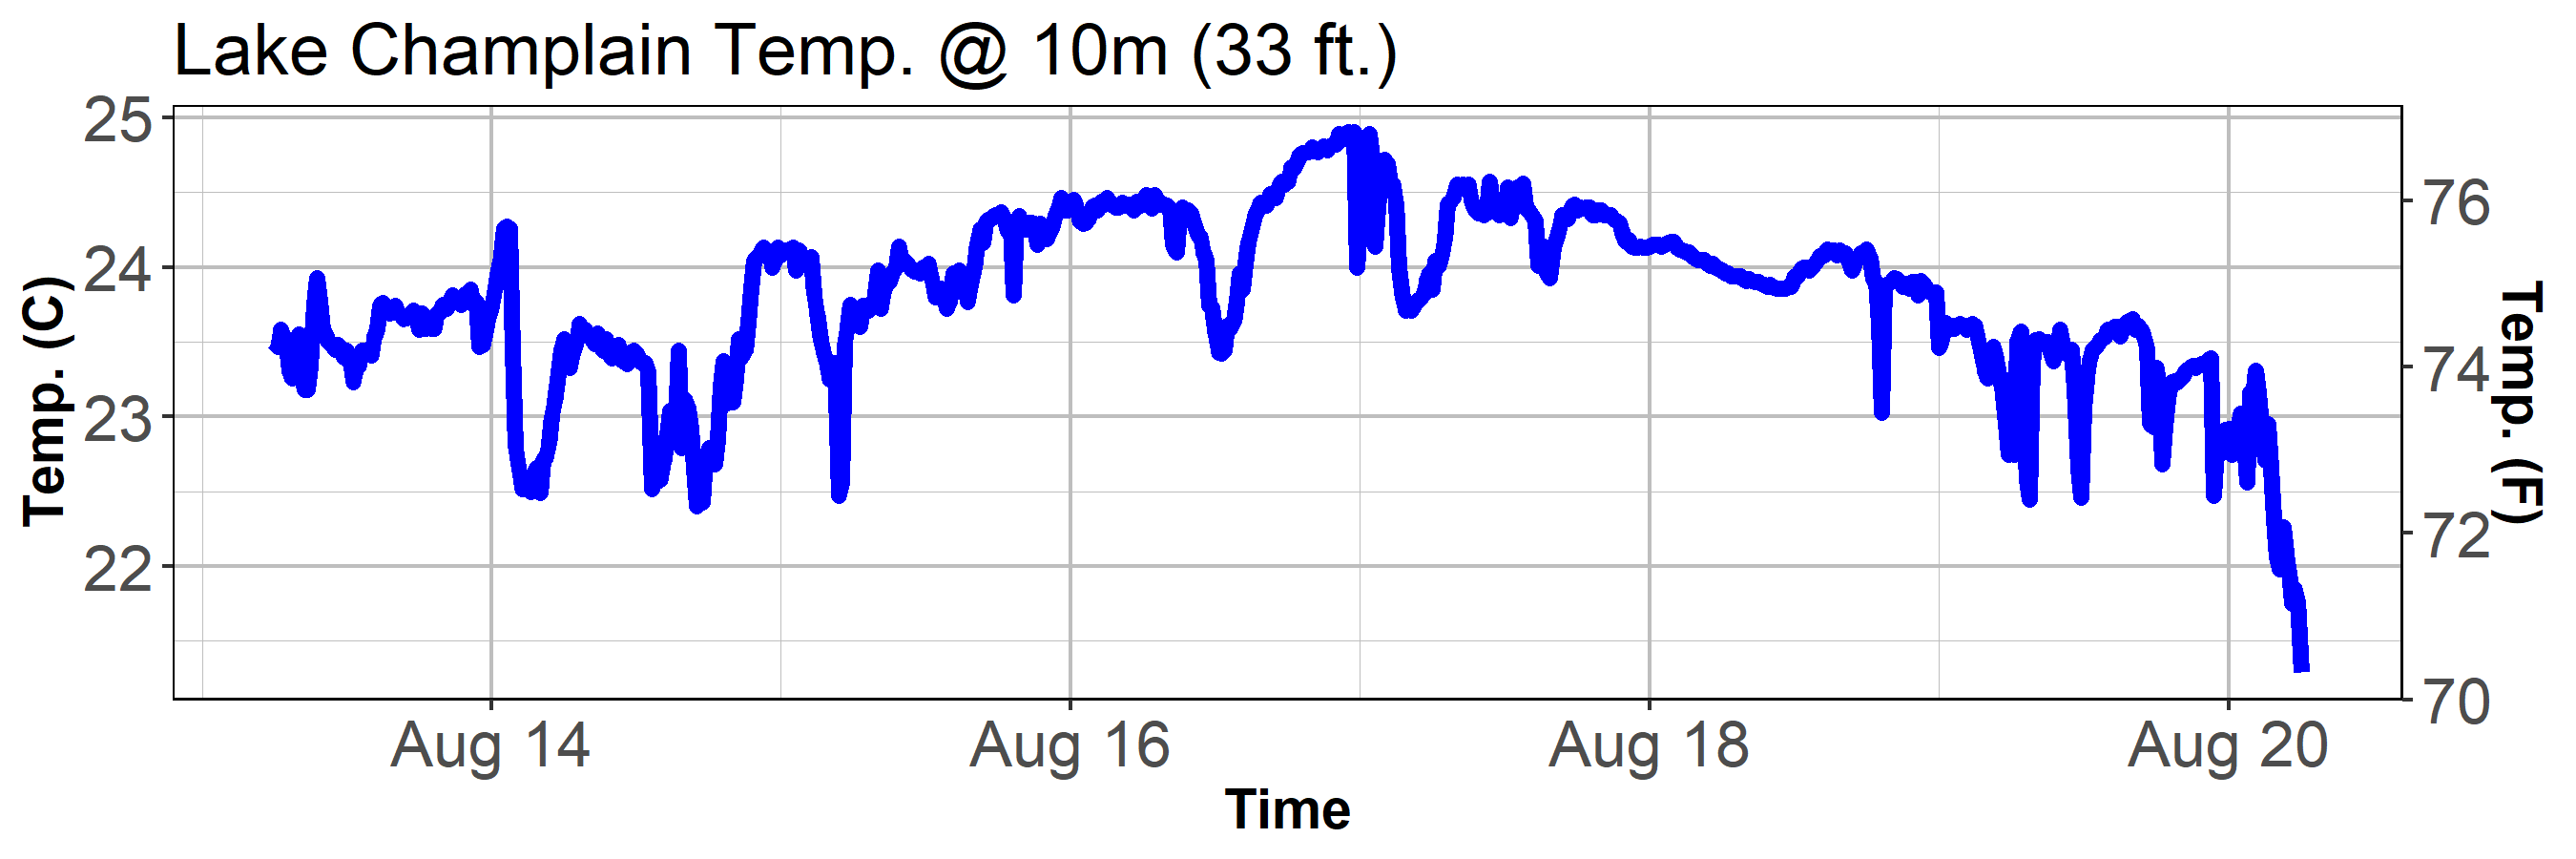 Lake Champlain Temp. @ 10m (33 ft.)
25
24
23
22
Temp. (C)
76
74
72
70
Temp. (F)
Aug 14 Aug 16 Aug 18 Aug 20
Time